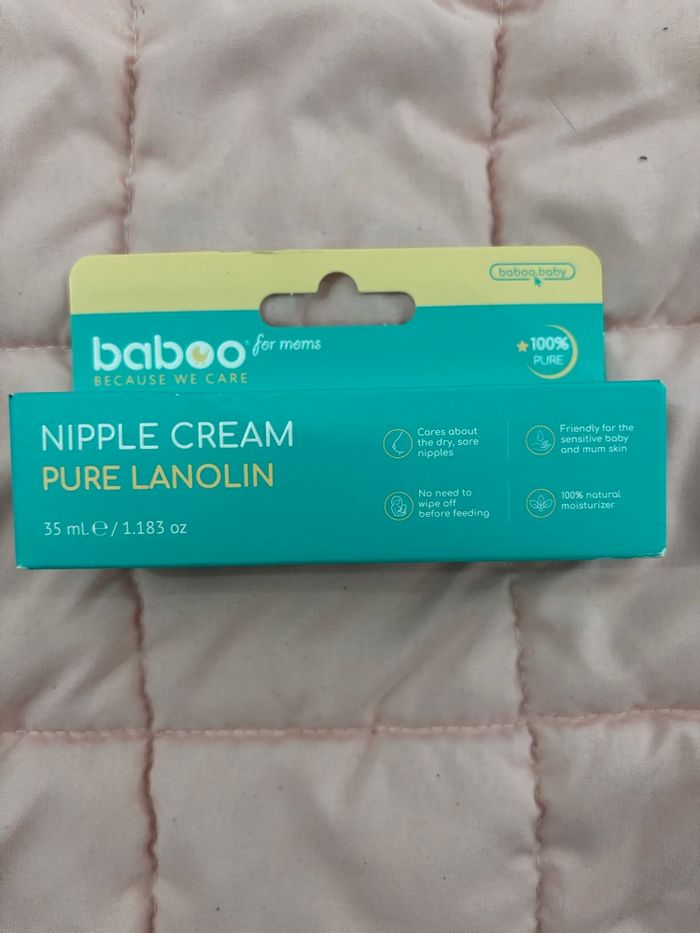 baboo.baby
baboo for moms
BECAUSE WE CARE
100%
PURE
NIPPLE CREAM
PURE LANOLIN
35 mL ℮ / 1.183 oz
Cares about
the dry, sore
nipples
Friendly for the
sensitive baby
and mum skin
No need to
wipe off
before feeding
100% natural
moisturizer